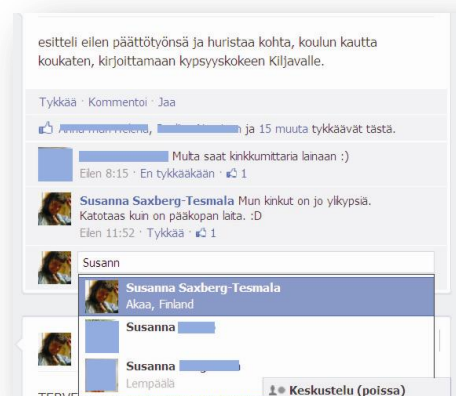 esitteli eilen päättötyönsä ja huristaa kohta, koulun kautta
koukaten, kirjoittamaan kypsyyskokeen Kiljavalle.
Tykkää · Kommentoi · Jaa
ja 15 muuta tykkäävät tästä.
Multa saat kinkkumittaria lainaan :)
Eilen 8:15 · En tykkääkään · 1
Susanna Saxberg-Tesmala Mun kinkut on jo ylikypsiä.
Katotaas kuin on pääkopan laita. :D
Eilen 11:52 · Tykkää · 1
Susann
Susanna Saxberg-Tesmala
Akaa, Finland
Susanna
Susanna
Lempäälä
Keskustelu (poissa)